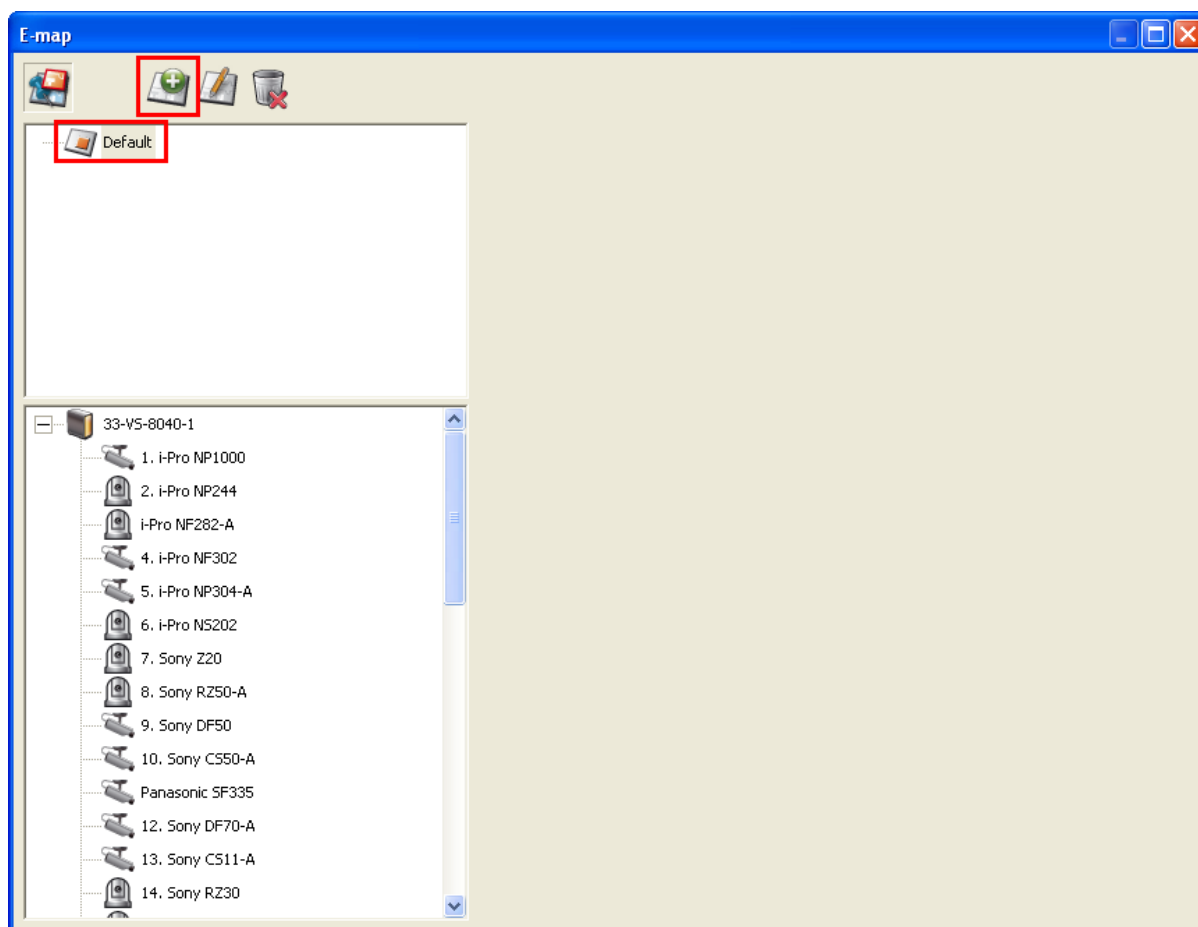 E-map
Default
33-VS-8040-1
1. i-Pro NP1000
2. i-Pro NP244
i-Pro NF282-A
4. i-Pro NF302
5. i-Pro NP304-A
6. i-Pro NS202
7. Sony Z20
8. Sony RZ50-A
9. Sony DF50
10. Sony CS50-A
Panasonic SF335
12. Sony DF70-A
13. Sony CS11-A
14. Sony RZ30